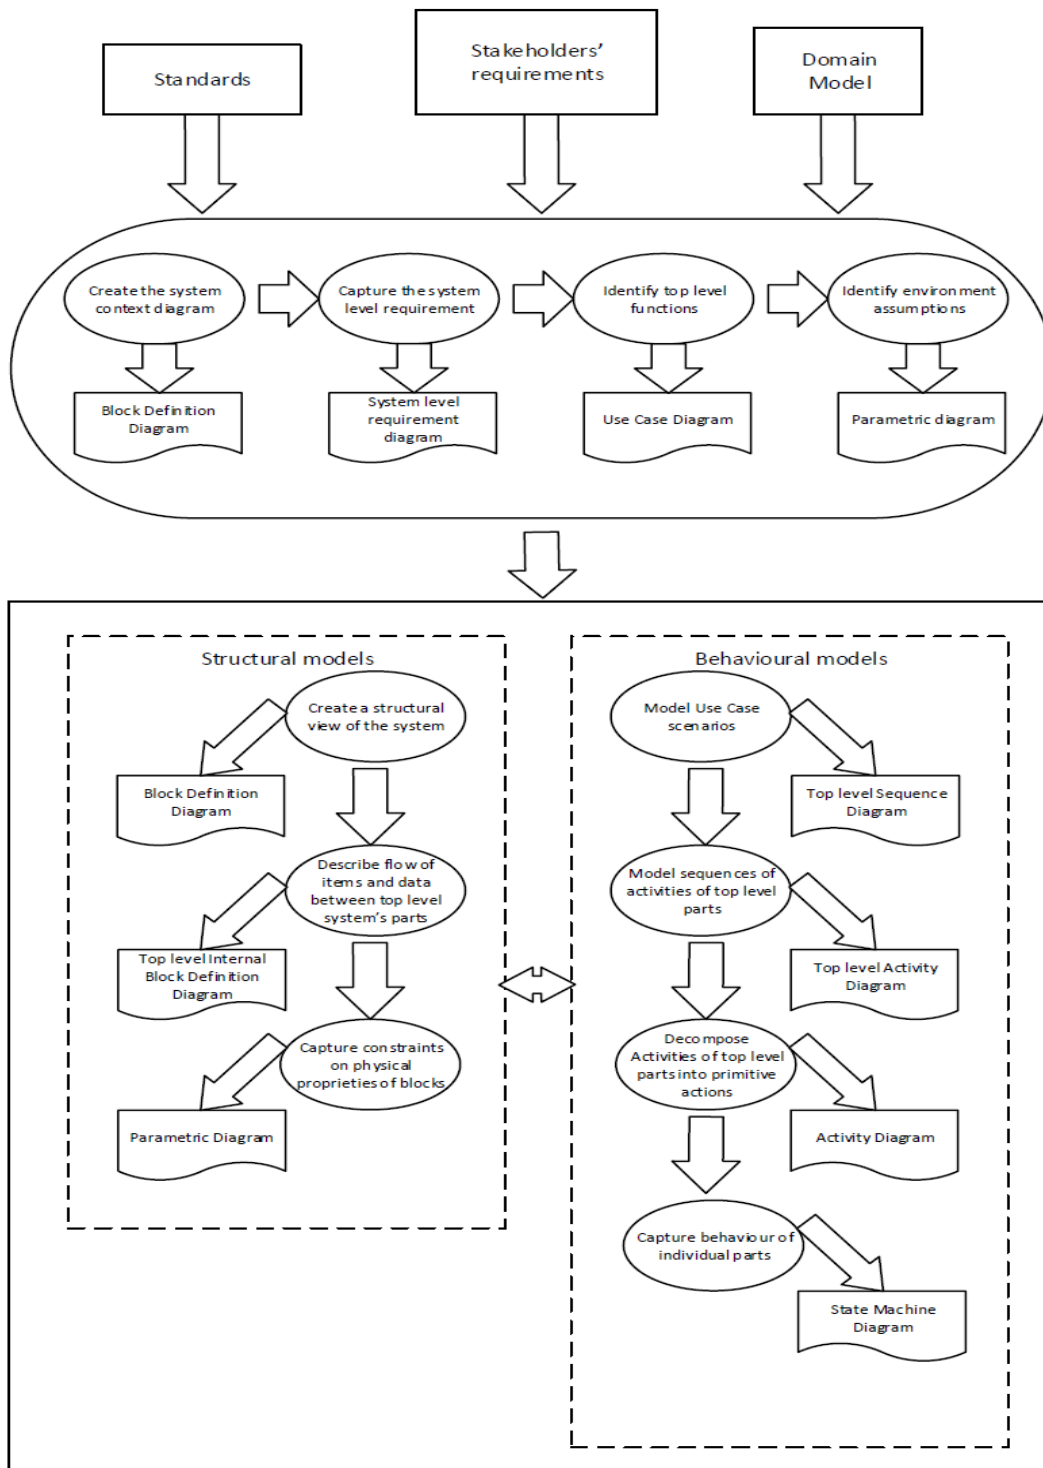 Standards
Stakeholders'
requirements
Domain
Model
Create the system
context diagram
Capture the system
level requirement
Identify top level
functions
Identify environment
assumptions
Block Definition
Diagram
System level
requirement
diagram
Use Case Diagram
Parametric diagram
Structural models
Create a structural
view of the system
Block Definition
Diagram
Describe flow of
items and data
between top level
system's parts
Top level Internal
Block Definition
Diagram
Capture constraints
on physical
proprieties of blocks
Parametric Diagram
Behavioural models
Model Use Case
scenarios
Top level Sequence
Diagram
Model sequences of
activities of top level
parts
Top level Activity
Diagram
Decompose
Activities of top level
parts into primitive
actions
Activity Diagram
Capture behaviour of
individual parts
State Machine
Diagram